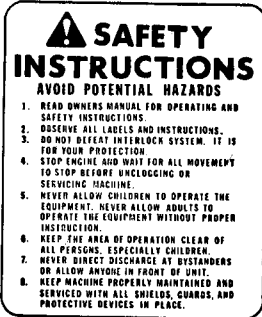 SAFETY
INSTRUCTIONS
AVOID POTENTIAL HAZARDS
1. READ OWNERS MANUAL FOR OPERATING AND
SAFETY INSTRUCTIONS.
2. OBSERVE ALL LABELS AND INSTRUCTIONS.
3. DO NOT DEFEAT INTERLOCK SYSTEM. IT IS
FOR YOUR PROTECTION.
4. STOP ENGINE AND WAIT FOR ALL MOVEMENT
TO STOP BEFORE UNCLOGGING OR
SERVICING MACHINE.
5. NEVER ALLOW CHILDREN TO OPERATE THE
EQUIPMENT. NEVER ALLOW ADULTS TO
OPERATE THE EQUIPMENT WITHOUT PROPER
INSTRUCTION.
6. KEEP THE AREA OF OPERATION CLEAR OF
ALL PERSONS, ESPECIALLY CHILDREN.
7. NEVER DIRECT DISCHARGE AT BYSTANDERS
OR ALLOW ANYONE IN FRONT OF UNIT.
8. KEEP MACHINE PROPERLY MAINTAINED AND
SERVICED WITH ALL SHIELDS, GUARDS, AND
PROTECTIVE DEVICES IN PLACE.